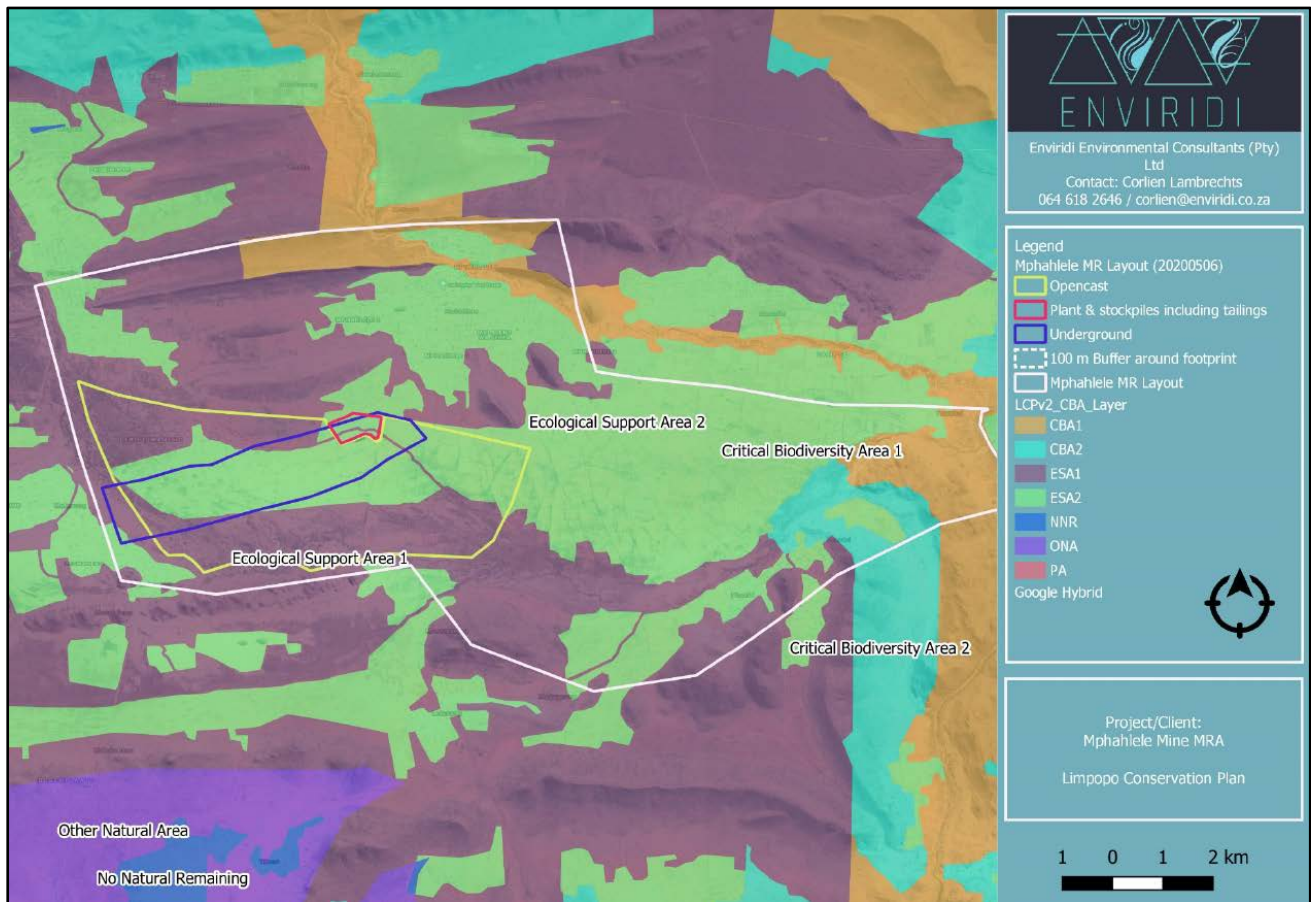 ENVIRIDI
Enviridi Environmental Consultants (Pty)
Ltd
Contact: Corlien Lambrechts
064 618 2646 / corlien@enviridi.co.za
Legend
Mphahlele MR Layout (20200506)
Opencast
Plant & stockpiles including tailings
Underground
100 m Buffer around footprint
Mphahlele MR Layout
LCPv2_CBA_Layer
CBA1
CBA2
ESA1
ESA2
NNR
ONA
PA
Google Hybrid
Project/Client:
Mphahlele Mine MRA
Limpopo Conservation Plan
1 0 1 2 km
Ecological Support Area 2
Critical Biodiversity Area 1
Ecological Support Area 1
Critical Biodiversity Area 2
Other Natural Area
No Natural Remaining